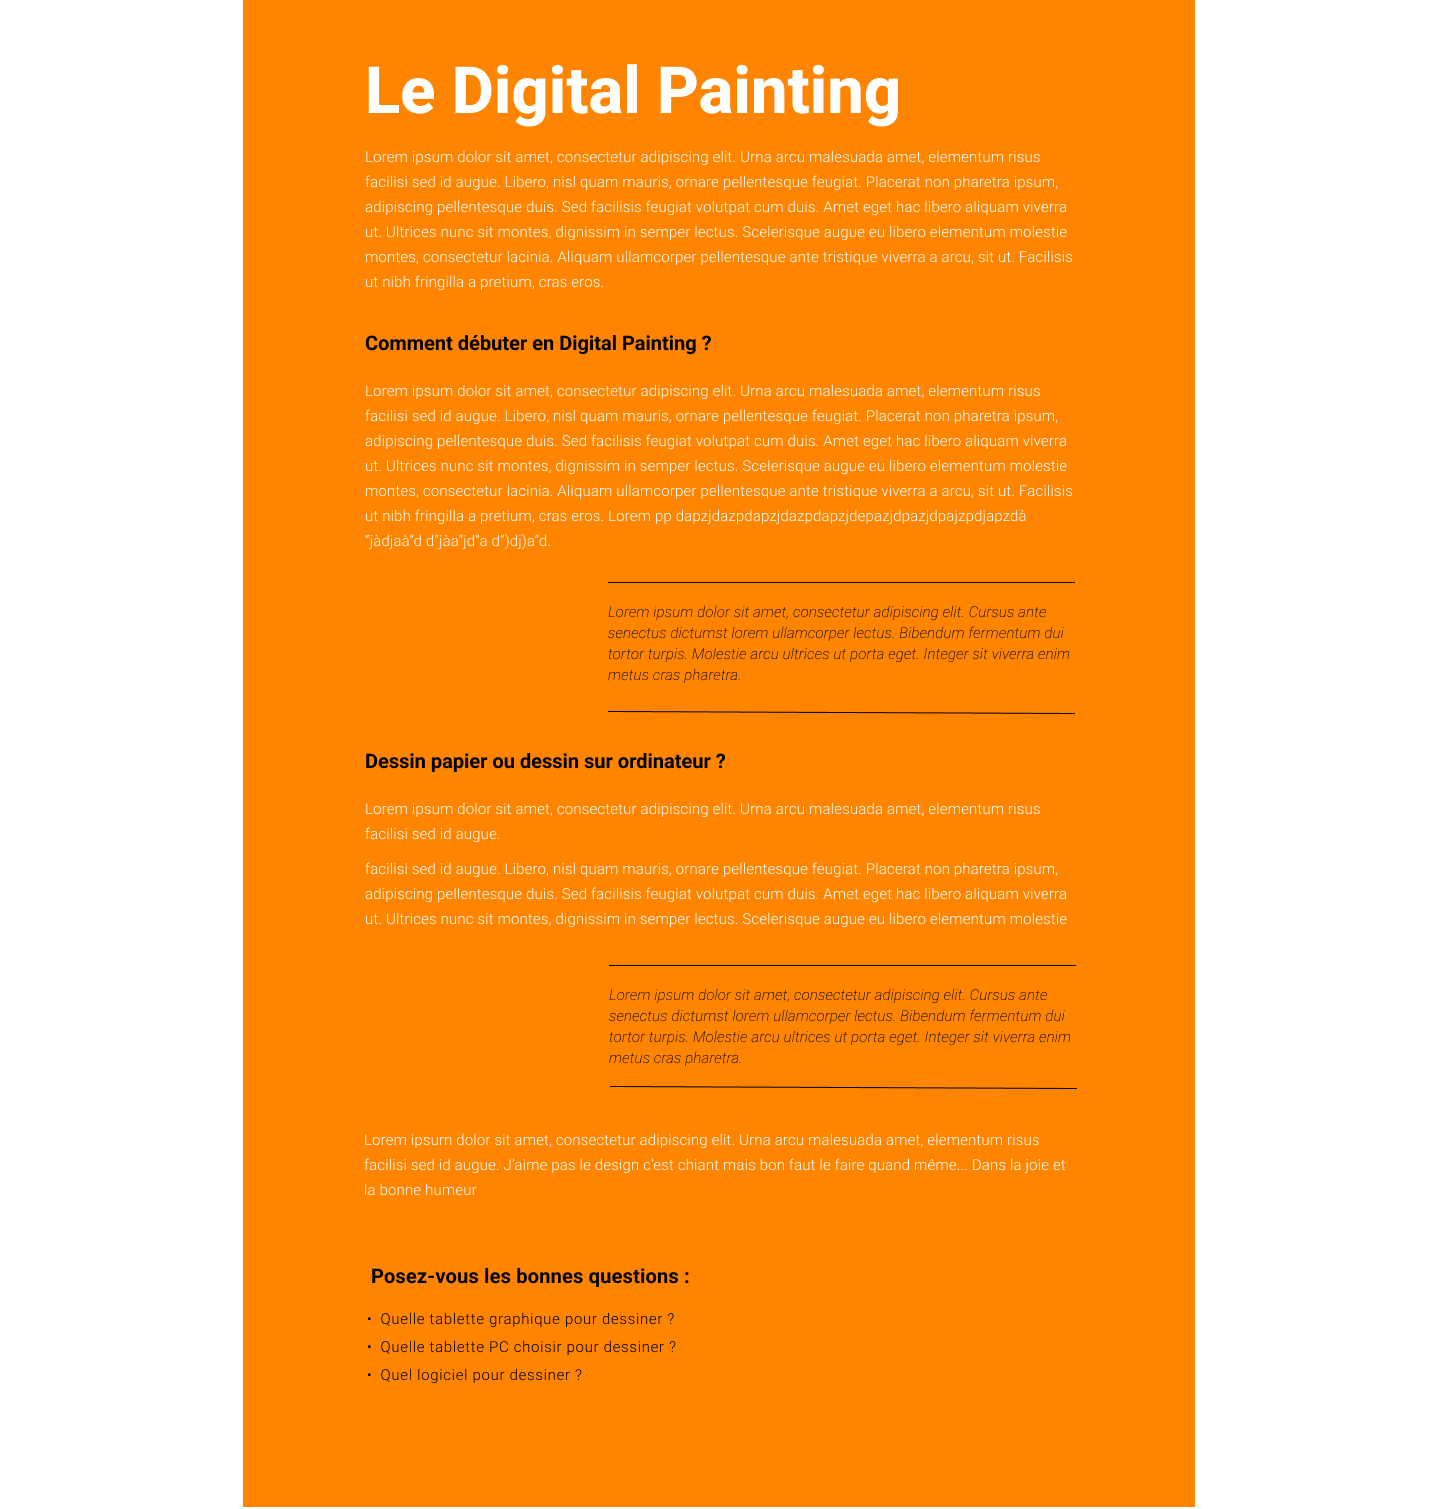 Le Digital Painting
Lorem ipsum dolor sit amet, consectetur adipiscing elit. Urna arcu malesuada amet, elementum risus
facilisi sed id augue. Libero, nisl quam mauris, ornare pellentesque feugiat. Placerat non pharetra ipsum,
adipiscing pellentesque duis. Sed facilisis feugiat volutpat cum duis. Amet eget hac libero aliquam viverra
ut. Ultrices nunc sit montes, dignissim in semper lectus. Scelerisque augue eu libero elementum molestie
montes, consectetur lacinia. Aliquam ullamcorper pellentesque ante tristique viverra a arcu, sit ut. Facilisis
ut nibh fringilla a pretium, cras eros.
Comment débuter en Digital Painting ?
Lorem ipsum dolor sit amet, consectetur adipiscing elit. Urna arcu malesuada amet, elementum risus
facilisi sed id augue. Libero, nisl quam mauris, ornare pellentesque feugiat. Placerat non pharetra ipsum,
adipiscing pellentesque duis. Sed facilisis feugiat volutpat cum duis. Amet eget hac libero aliquam viverra
ut. Ultrices nunc sit montes, dignissim in semper lectus. Scelerisque augue eu libero elementum molestie
montes, consectetur lacinia. Aliquam ullamcorper pellentesque ante tristique viverra a arcu, sit ut. Facilisis
ut nibh fringilla a pretium, cras eros. Lorem pp dapzjdazpdapzjdazpdapzjdepazjdpazjdpajzpdjapzdà
"jàdjaà"d d"jàa"jd"a d")dj)a"d.
Lorem ipsum dolor sit amet, consectetur adipiscing elit. Cursus ante
senectus dictumst lorem ullamcorper lectus. Bibendum fermentum dui
tortor turpis. Molestie arcu ultrices ut porta eget. Integer sit viverra enim
metus cras pharetra.
Dessin papier ou dessin sur ordinateur ?
Lorem ipsum dolor sit amet, consectetur adipiscing elit. Urna arcu malesuada amet, elementum risus
facilisi sed id augue.
facilisi sed id augue. Libero, nisl quam mauris, ornare pellentesque feugiat. Placerat non pharetra ipsum,
adipiscing pellentesque duis. Sed facilisis feugiat volutpat cum duis. Amet eget hac libero aliquam viverra
ut. Ultrices nunc sit montes, dignissim in semper lectus. Scelerisque augue eu libero elementum molestie
Lorem ipsum dolor sit amet, consectetur adipiscing elit. Cursus ante
senectus dictumst lorem ullamcorper lectus. Bibendum fermentum dui
tortor turpis. Molestie arcu ultrices ut porta eget. Integer sit viverra enim
metus cras pharetra.
Lorem ipsum dolor sit amet, consectetur adipiscing elit. Urna arcu malesuada amet, elementum risus
facilisi sed id augue. J'aime pas le design c'est chiant mais bon faut le faire quand même... Dans la joie et
la bonne humeur
Posez-vous les bonnes questions :
• Quelle tablette graphique pour dessiner ?
• Quelle tablette PC choisir pour dessiner ?
• Quel logiciel pour dessiner ?